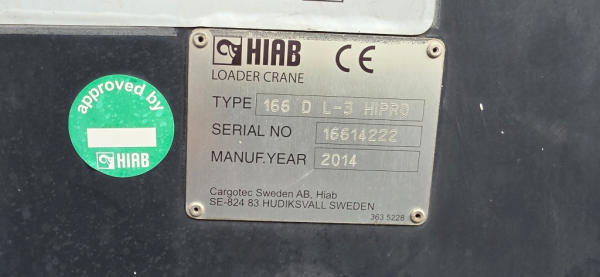 HIAB CE
LOADER CRANE
TYPE 166 D L-3 HIPRO
SERIAL NO 16614222
MANUF.YEAR 2014
Cargotec Sweden AB, Hiab
SE-824 83 HUDIKSVALL SWEDEN
363 5228
approved by
HIAB